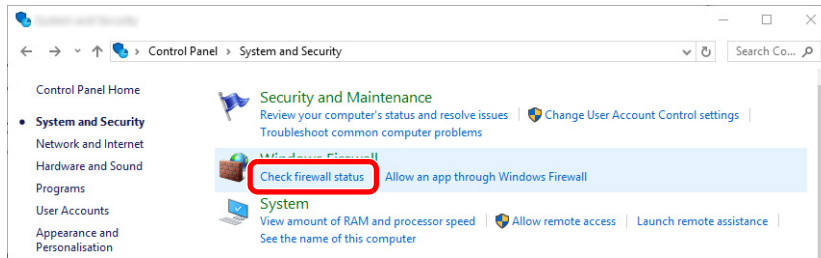 Control Panel › System and Security
Search Co...
Control Panel Home
System and Security
Network and Internet
Hardware and Sound
Programs
User Accounts
Appearance and
Personalisation
Security and Maintenance
Review your computer's status and resolve issues
Change User Account Control settings
Troubleshoot common computer problems
Windows Firewall
Check firewall status
Allow an app through Windows Firewall
System
View amount of RAM and processor speed
Allow remote access
Launch remote assistance
See the name of this computer